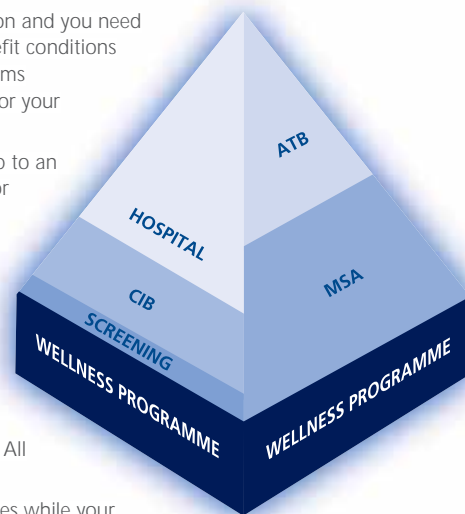 on and you need
efit conditions
ms
or your
o to an
or
All
es while your
ATB
HOSPITAL
MSA
CIB
SCREENING
WELLNESS PROGRAMME
WELLNESS PROGRAMME